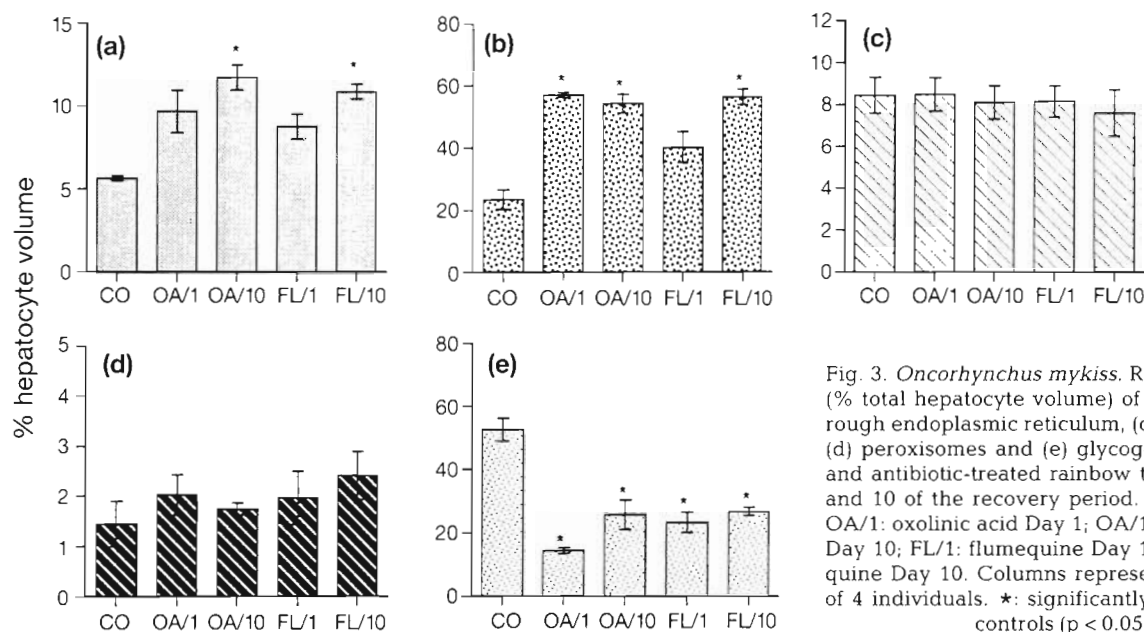 % hepatocyte volume
(a)
15
10
5
0
* *
CO OA/1 OA/10 FL/1 FL/10
(b)
80
60
40
20
0
* * *
CO OA/1 OA/10 FL/1 FL/10
(c)
12
10
8
6
4
2
0
CO OA/1 OA/10 FL/1 FL/10
(d)
5
4
3
2
1
0
CO OA/1 OA/10 FL/1 FL/10
(e)
80
60
40
20
0
* * * *
CO OA/1 OA/10 FL/1 FL/10
Fig. 3. Oncorhynchus mykiss. R
(% total hepatocyte volume) of
rough endoplasmic reticulum, (c
(d) peroxisomes and (e) glycog
and antibiotic-treated rainbow t
and 10 of the recovery period.
OA/1: oxolinic acid Day 1; OA/1
Day 10; FL/1: flumequine Day 1
quine Day 10. Columns represe
of 4 individuals. *: significantly
controls (p < 0.05